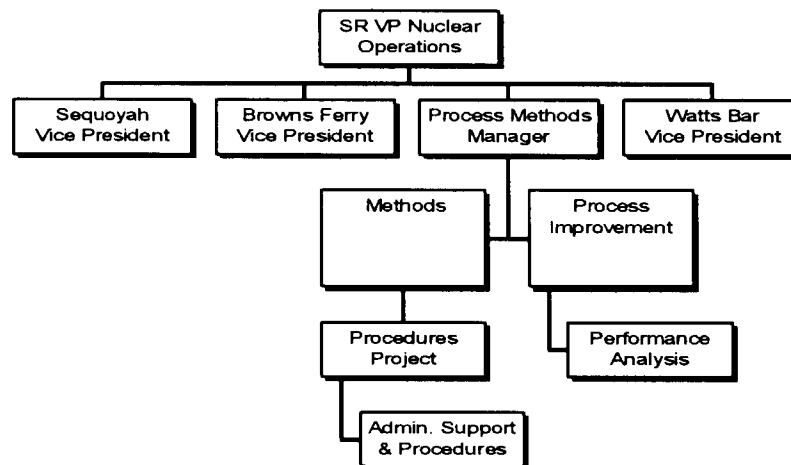 SR VP Nuclear
Operations
Sequoyah
Vice President
Browns Ferry
Vice President
Process Methods
Manager
Watts Bar
Vice President
Methods
Process
Improvement
Procedures
Project
Performance
Analysis
Admin. Support
& Procedures